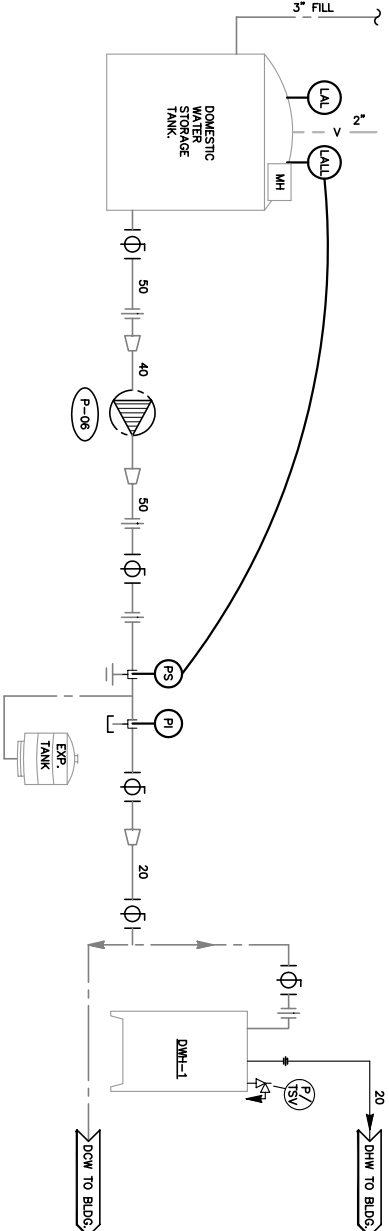 3" FILL
LAL
2"
V
LALL
MH
DOMESTIC
WATER
STORAGE
TANK.
50
40
P-06
50
PS
PI
EXP.
TANK
20
DWH-1
P/
TSV
20
DHW TO BLDG.
DCW TO BLDG.